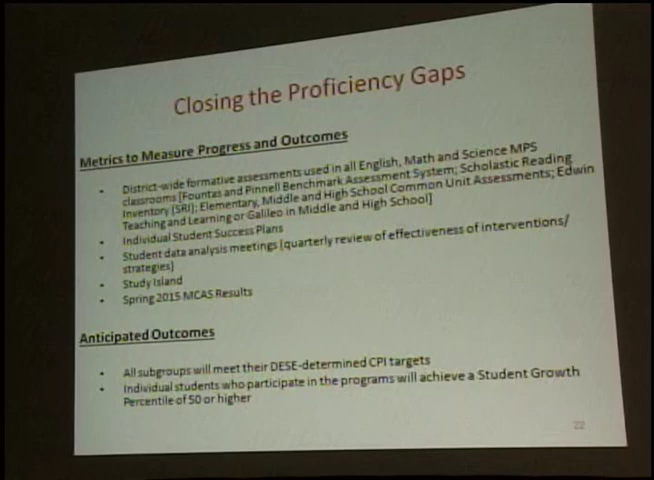 Closing the Proficiency Gaps
Metrics to Measure Progress and Outcomes
• District-wide formative assessments used in all English, Math and Science MPS
classrooms [Fountas and Pinnell Benchmark Assessment System; Scholastic Reading
Inventory (SRI); Elementary, Middle and High School Common Unit Assessments; Edwin
Teaching and Learning or Galileo in Middle and High School]
• Individual Student Success Plans
• Student data analysis meetings (quarterly review of effectiveness of interventions/
strategies)
• Study Island
• Spring 2015 MCAS Results
Anticipated Outcomes
• All subgroups will meet their DESE-determined CPI targets
• Individual students who participate in the programs will achieve a Student Growth
Percentile of 50 or higher
22